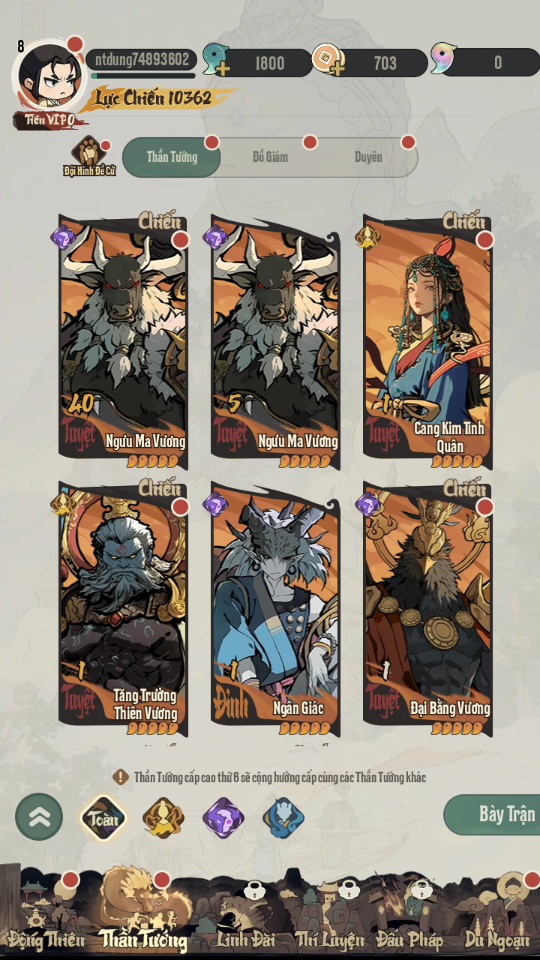 8
ntdung74893602
1800
703
0
Lực Chiến 10362
Tiên VIP 0
Đội Hình Đề Cử
Thần Tướng
Đồ Giám
Duyên
Chiến
40
Tuyệt
Ngưu Ma Vương
5
Tuyệt
Ngưu Ma Vương
Chiến
1
Tuyệt
Cang Kim Tinh
Quân
Chiến
1
Tuyệt
Tăng Trưởng
Thiên Vương
1
Đỉnh
Ngân Giác
Chiến
1
Tuyệt
Đại Bằng Vương
Thần Tướng cấp cao thứ 6 sẽ cộng hưởng cấp cùng các Thần Tướng khác
Toàn
Bày Trận
Động Thiên
Thần Tướng
Linh Đài
Thí Luyện
Đấu Pháp
Du Ngoạn